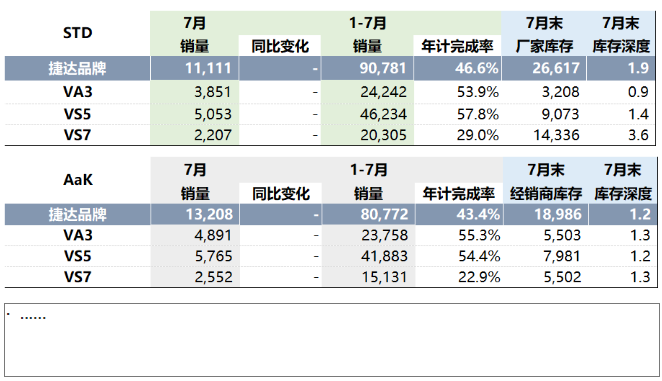 STD 7月 1-7月 7月末 7月末
销量 同比变化 销量 年计完成率 厂家库存 库存深度
捷达品牌 11,111 - 90,781 46.6% 26,617 1.9
VA3 3,851 - 24,242 53.9% 3,208 0.9
VS5 5,053 - 46,234 57.8% 9,073 1.4
VS7 2,207 - 20,305 29.0% 14,336 3.6
AaK 7月 1-7月 7月末 7月末
销量 同比变化 销量 年计完成率 经销商库存 库存深度
捷达品牌 13,208 - 80,772 43.4% 18,986 1.2
VA3 4,891 - 23,758 55.3% 5,503 1.3
VS5 5,765 - 41,883 54.4% 7,981 1.2
VS7 2,552 - 15,131 22.9% 5,502 1.3
· ......